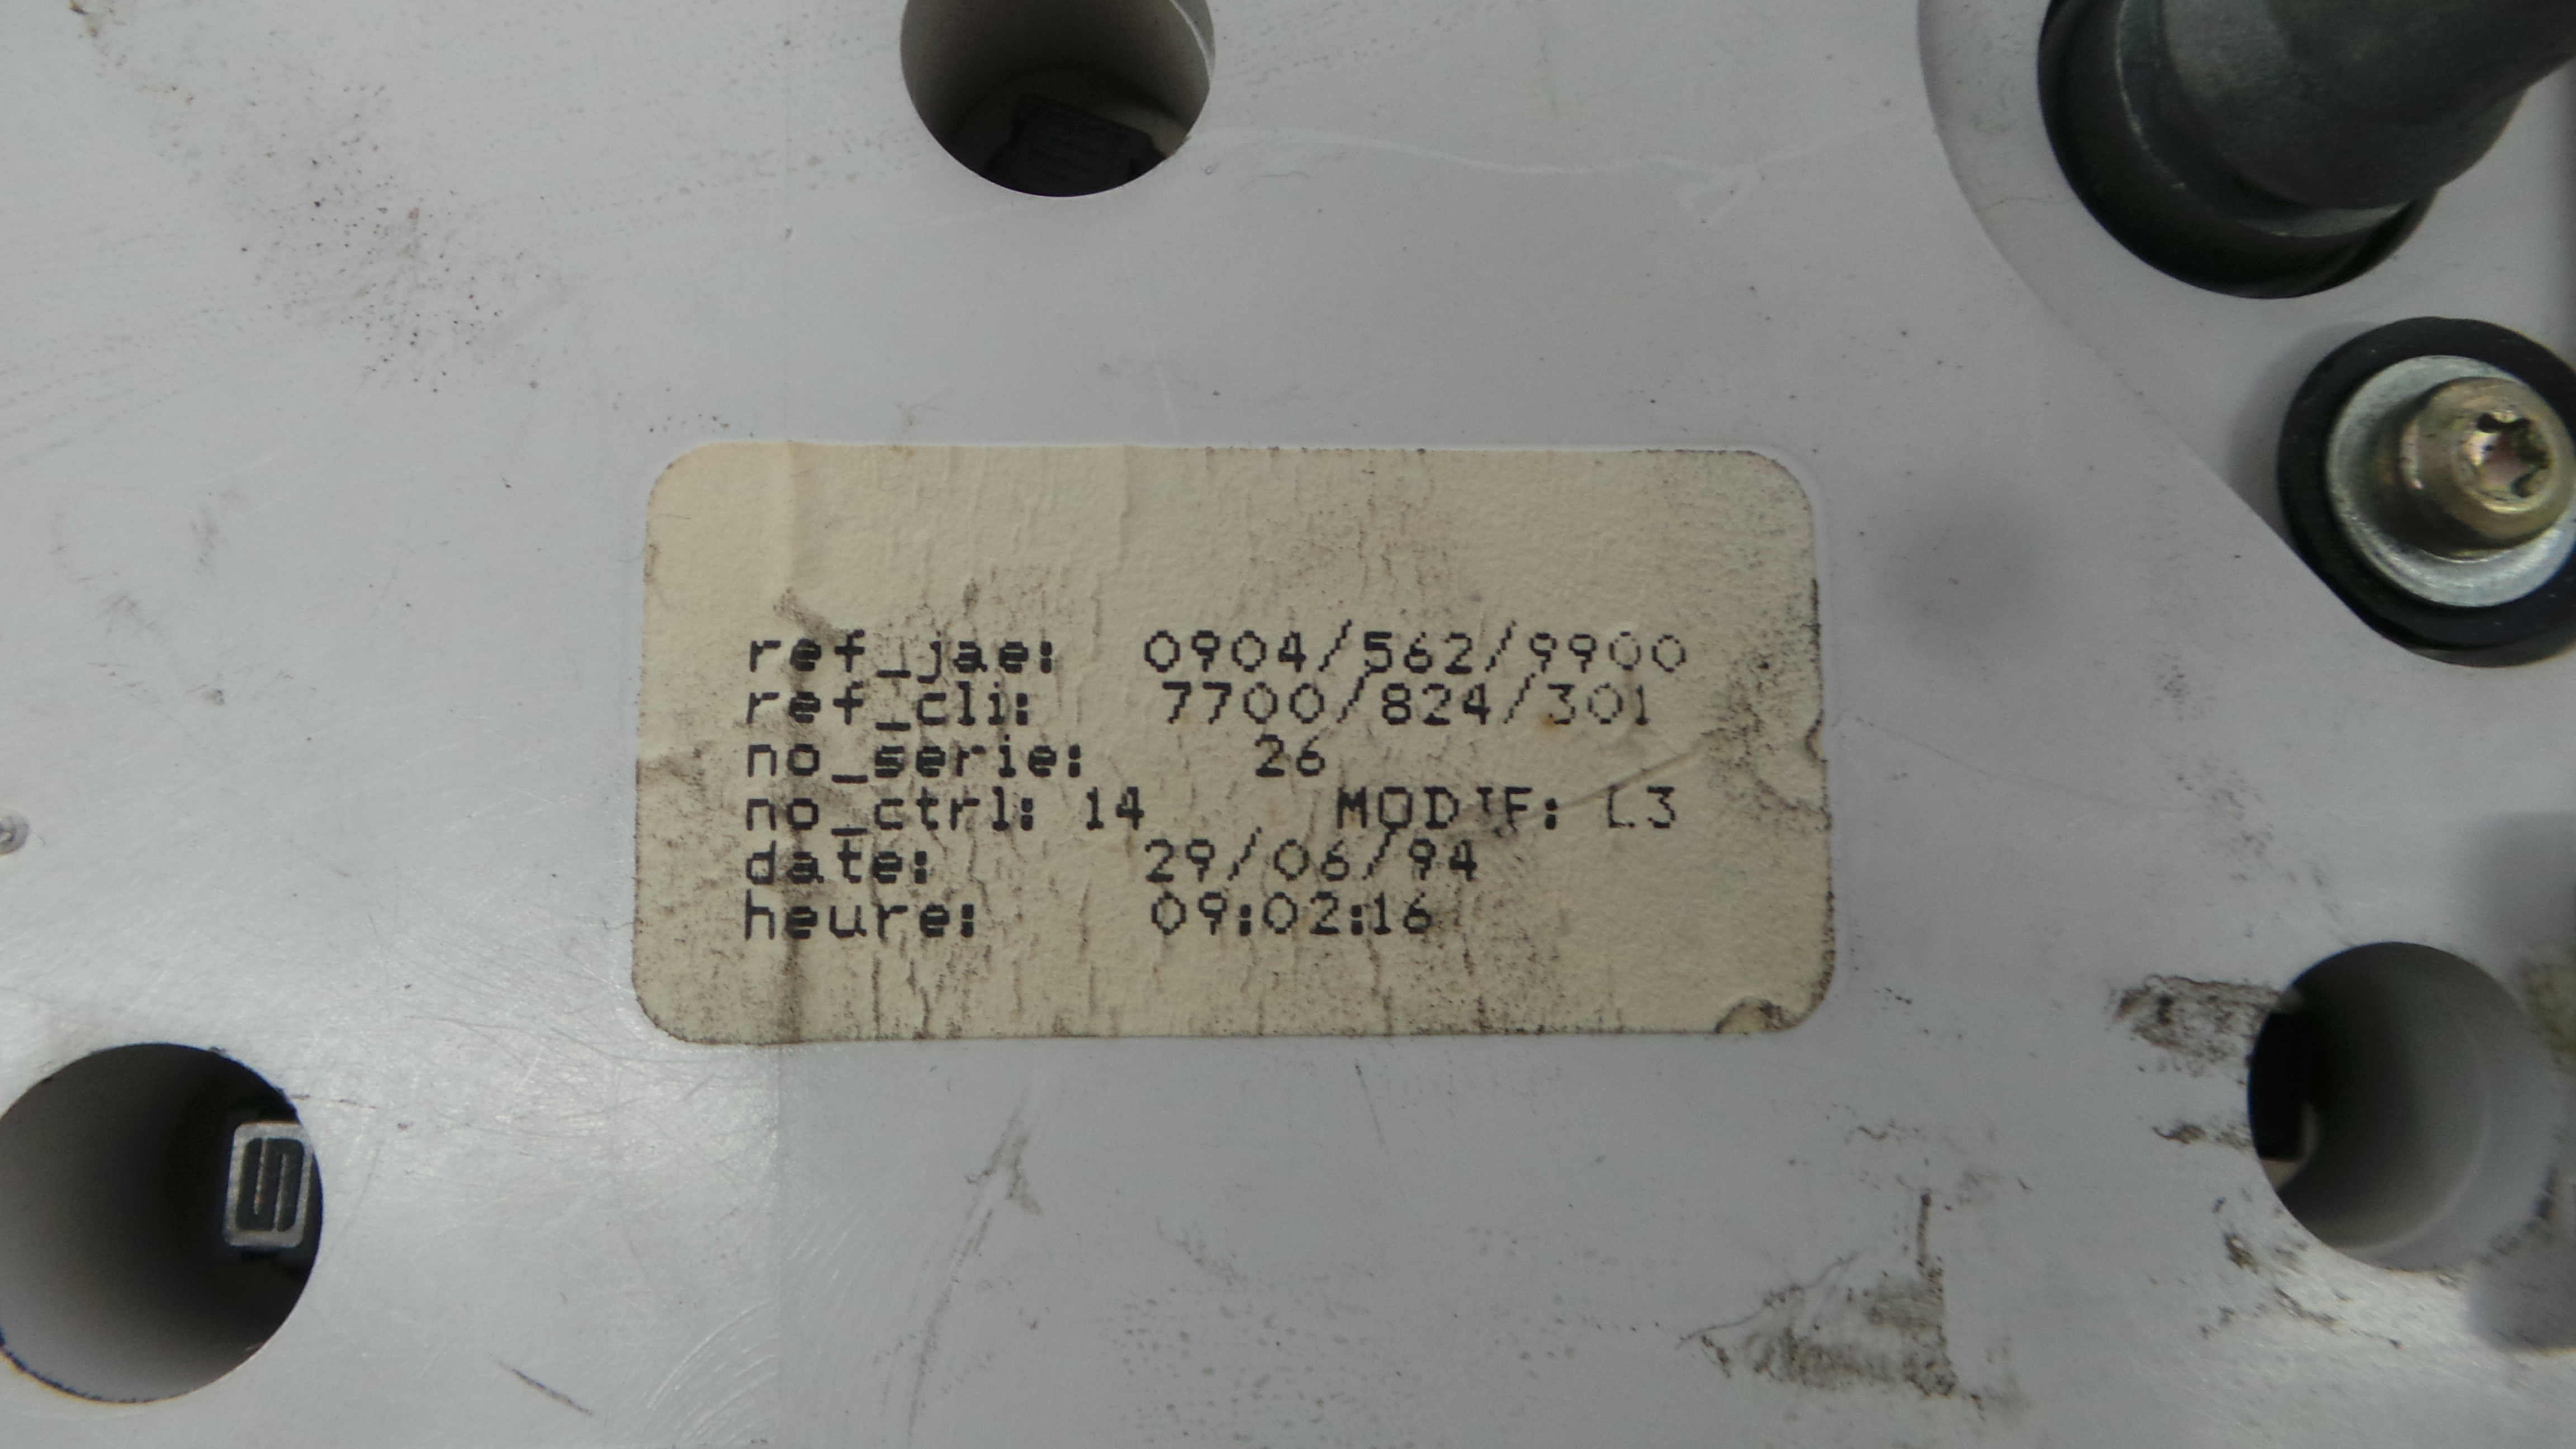 ref_jae: 0904/562/9900
ref_cli: 7700/824/301
no_serie: 26
no_ctrl: 14 MODIF: L3
date: 29/06/94
heure: 09:02:16